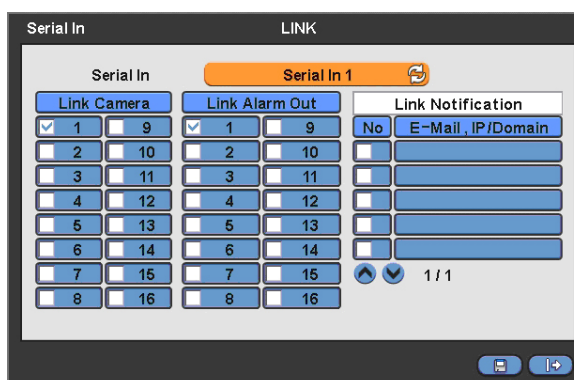 Serial In LINK
Serial In Serial In 1
Link Camera Link Alarm Out Link Notification
1 9 1 9 No E-Mail , IP/Domain
2 10 2 10
3 11 3 11
4 12 4 12
5 13 5 13
6 14 6 14
7 15 7 15 1 / 1
8 16 8 16